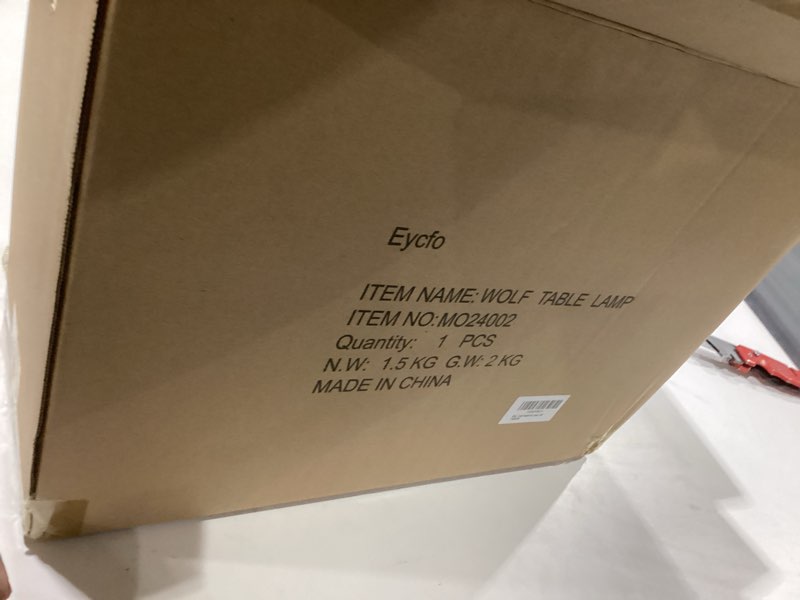 Eycfo
ITEM NAME: WOLF TABLE LAMP
ITEM NO: MO24002
Quantity: 1 PCS
N.W: 1.5 KG G.W: 2 KG
MADE IN CHINA